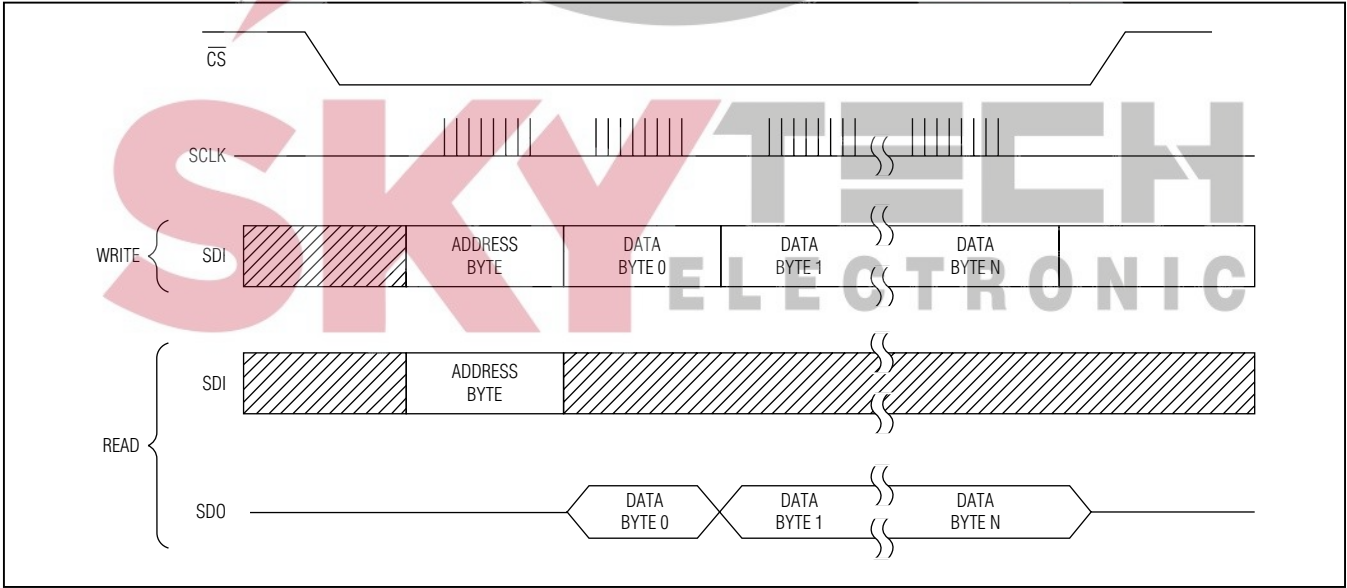 CS
SKYTECH
ELECTRONIC
SCLK
WRITE
SDI
ADDRESS
BYTE
DATA
BYTE 0
DATA
BYTE 1
DATA
BYTE N
READ
SDI
ADDRESS
BYTE
SDO
DATA
BYTE 0
DATA
BYTE 1
DATA
BYTE N